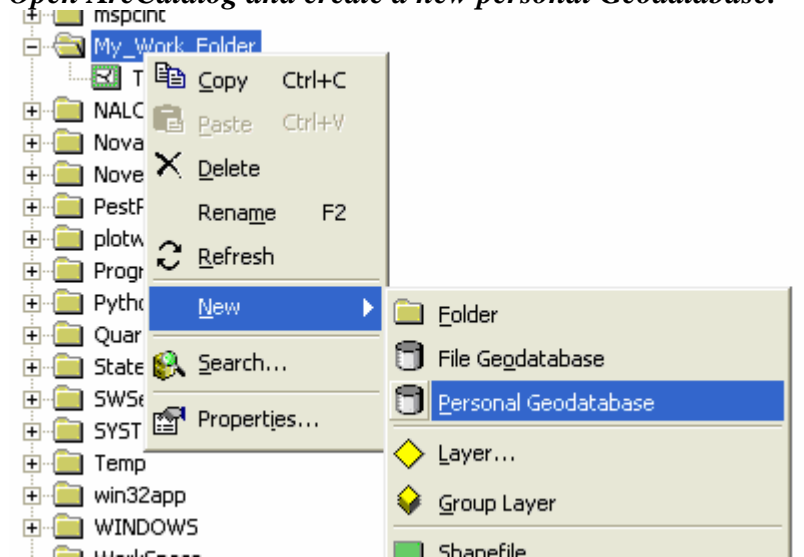 Open ArcCatalog and create a new personal Geodatabase.
mspcint
My_Work_Folder
T
Copy Ctrl+C
NALC
Paste Ctrl+V
Nova
Nove
Delete
PestF
Rename F2
plotw
Refresh
Progr
Pytho
New
Folder
Quar
File Geodatabase
State
Search...
SWSe
Personal Geodatabase
SYST
Properties...
Temp
Layer...
win32app
Group Layer
WINDOWS
WorkSpace
Shapefile